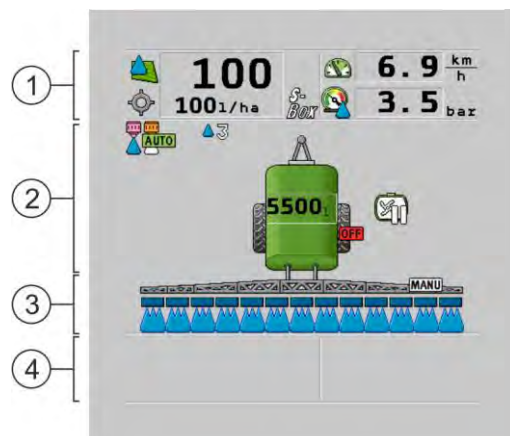 1
100
100 l/ha
S-Box
6.9 km/h
3.5 bar
2
AUTO
3
5500 l
OFF
3
MANU
4